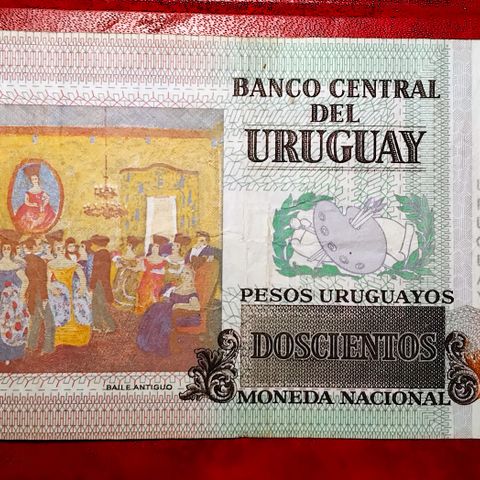 BANCO CENTRAL
DEL
URUGUAY
PESOS URUGUAYOS
DOSCIENTOS
MONEDA NACIONAL
BAILE ANTIGUO